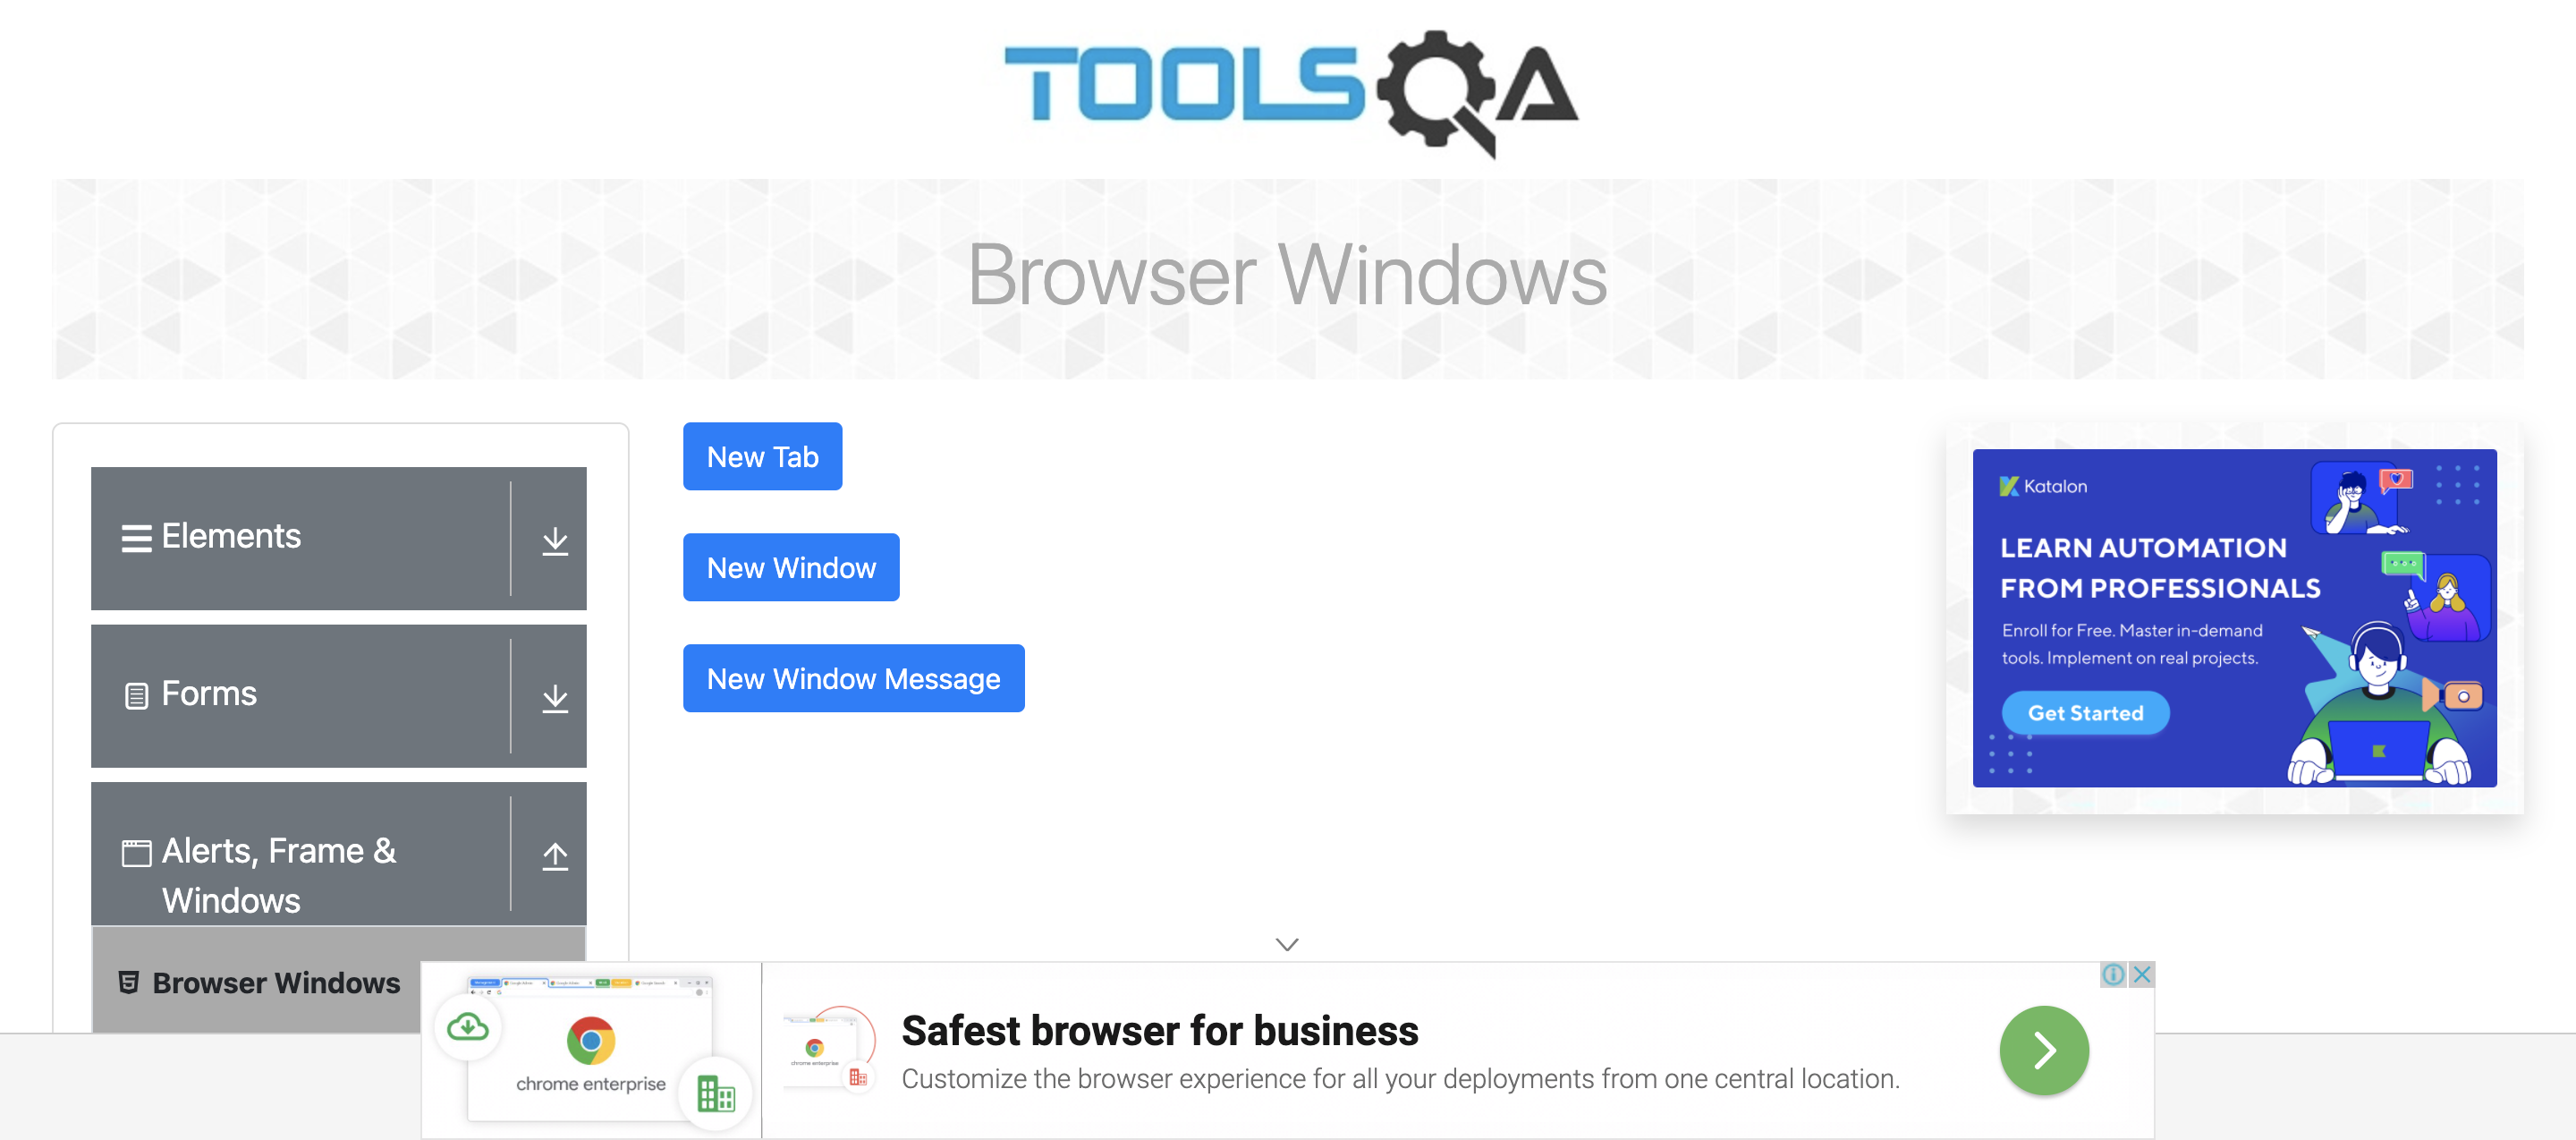 TOOLSQA
Browser Windows
Elements
Forms
Alerts, Frame &
Windows
Browser Windows
New Tab
New Window
New Window Message
Katalon
LEARN AUTOMATION
FROM PROFESSIONALS
Enroll for Free. Master in-demand
tools. Implement on real projects.
Get Started
chrome enterprise
chrome enterprise
Safest browser for business
Customize the browser experience for all your deployments from one central location.